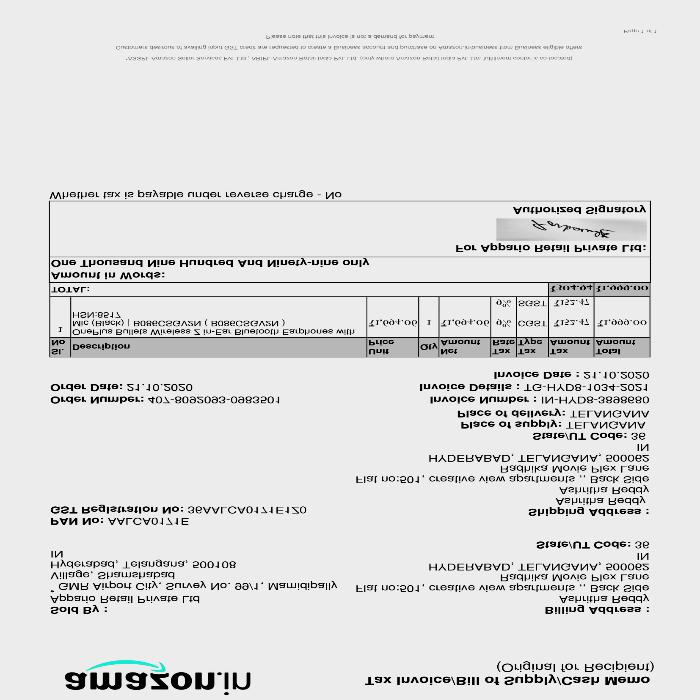 amazon.in
Tax Invoice/Bill of Supply/Cash Memo
(Original for Recipient)
Sold By :
Appario Retail Private Ltd
* GMR Airport City, Survey No. 99/1, Mamidipally
Village, Shamshabad
Hyderabad, Telangana, 500108
IN
Billing Address :
Ashritha Reddy
Flat no:501, creative view apartments ,, Back Side
Radhika Movie Plex Lane
HYDERABAD, TELANGANA, 500062
IN
State/UT Code: 36
PAN No: AALCA0171E
GST Registration No: 36AALCA0171E1Z0
Shipping Address :
Ashritha Reddy
Ashritha Reddy
Flat no:501, creative view apartments ,, Back Side
Radhika Movie Plex Lane
HYDERABAD, TELANGANA, 500062
IN
State/UT Code: 36
Place of supply: TELANGANA
Place of delivery: TELANGANA
Order Number: 407-8092093-0983501
Invoice Number : IN-HYD8-3898680
Order Date: 21.10.2020
Invoice Details : TG-HYD8-1034-2021
Invoice Date : 21.10.2020
Sl. No Description Unit Price Qty Net Amount Tax Rate Tax Type Tax Amount Total Amount
1 OnePlus Bullets Wireless Z in-Ear Bluetooth Earphones with
Mic (Black) | B086CSGV2N ( B086CSGV2N ) ₹1,694.06 1 ₹1,694.06 9% CGST ₹152.47 ₹1,999.00
HSN:8517
9% SGST ₹152.47
TOTAL: ₹304.94 ₹1,999.00
Amount in Words:
One Thousand Nine Hundred And Ninety-nine only
For Appario Retail Private Ltd:
Authorized Signatory
Whether tax is payable under reverse charge - No
*ASSPL-Amazon Seller Services Pvt. Ltd., ARIPL-Amazon Retail India Pvt. Ltd. (only where Amazon Retail India Pvt. Ltd. fulfillment center is co-located)
Customers desirous of availing input GST credit are requested to create a Business account and purchase on Amazon.in/business from Business eligible offers
Please note that this invoice is not a demand for payment
Page 1 of 1